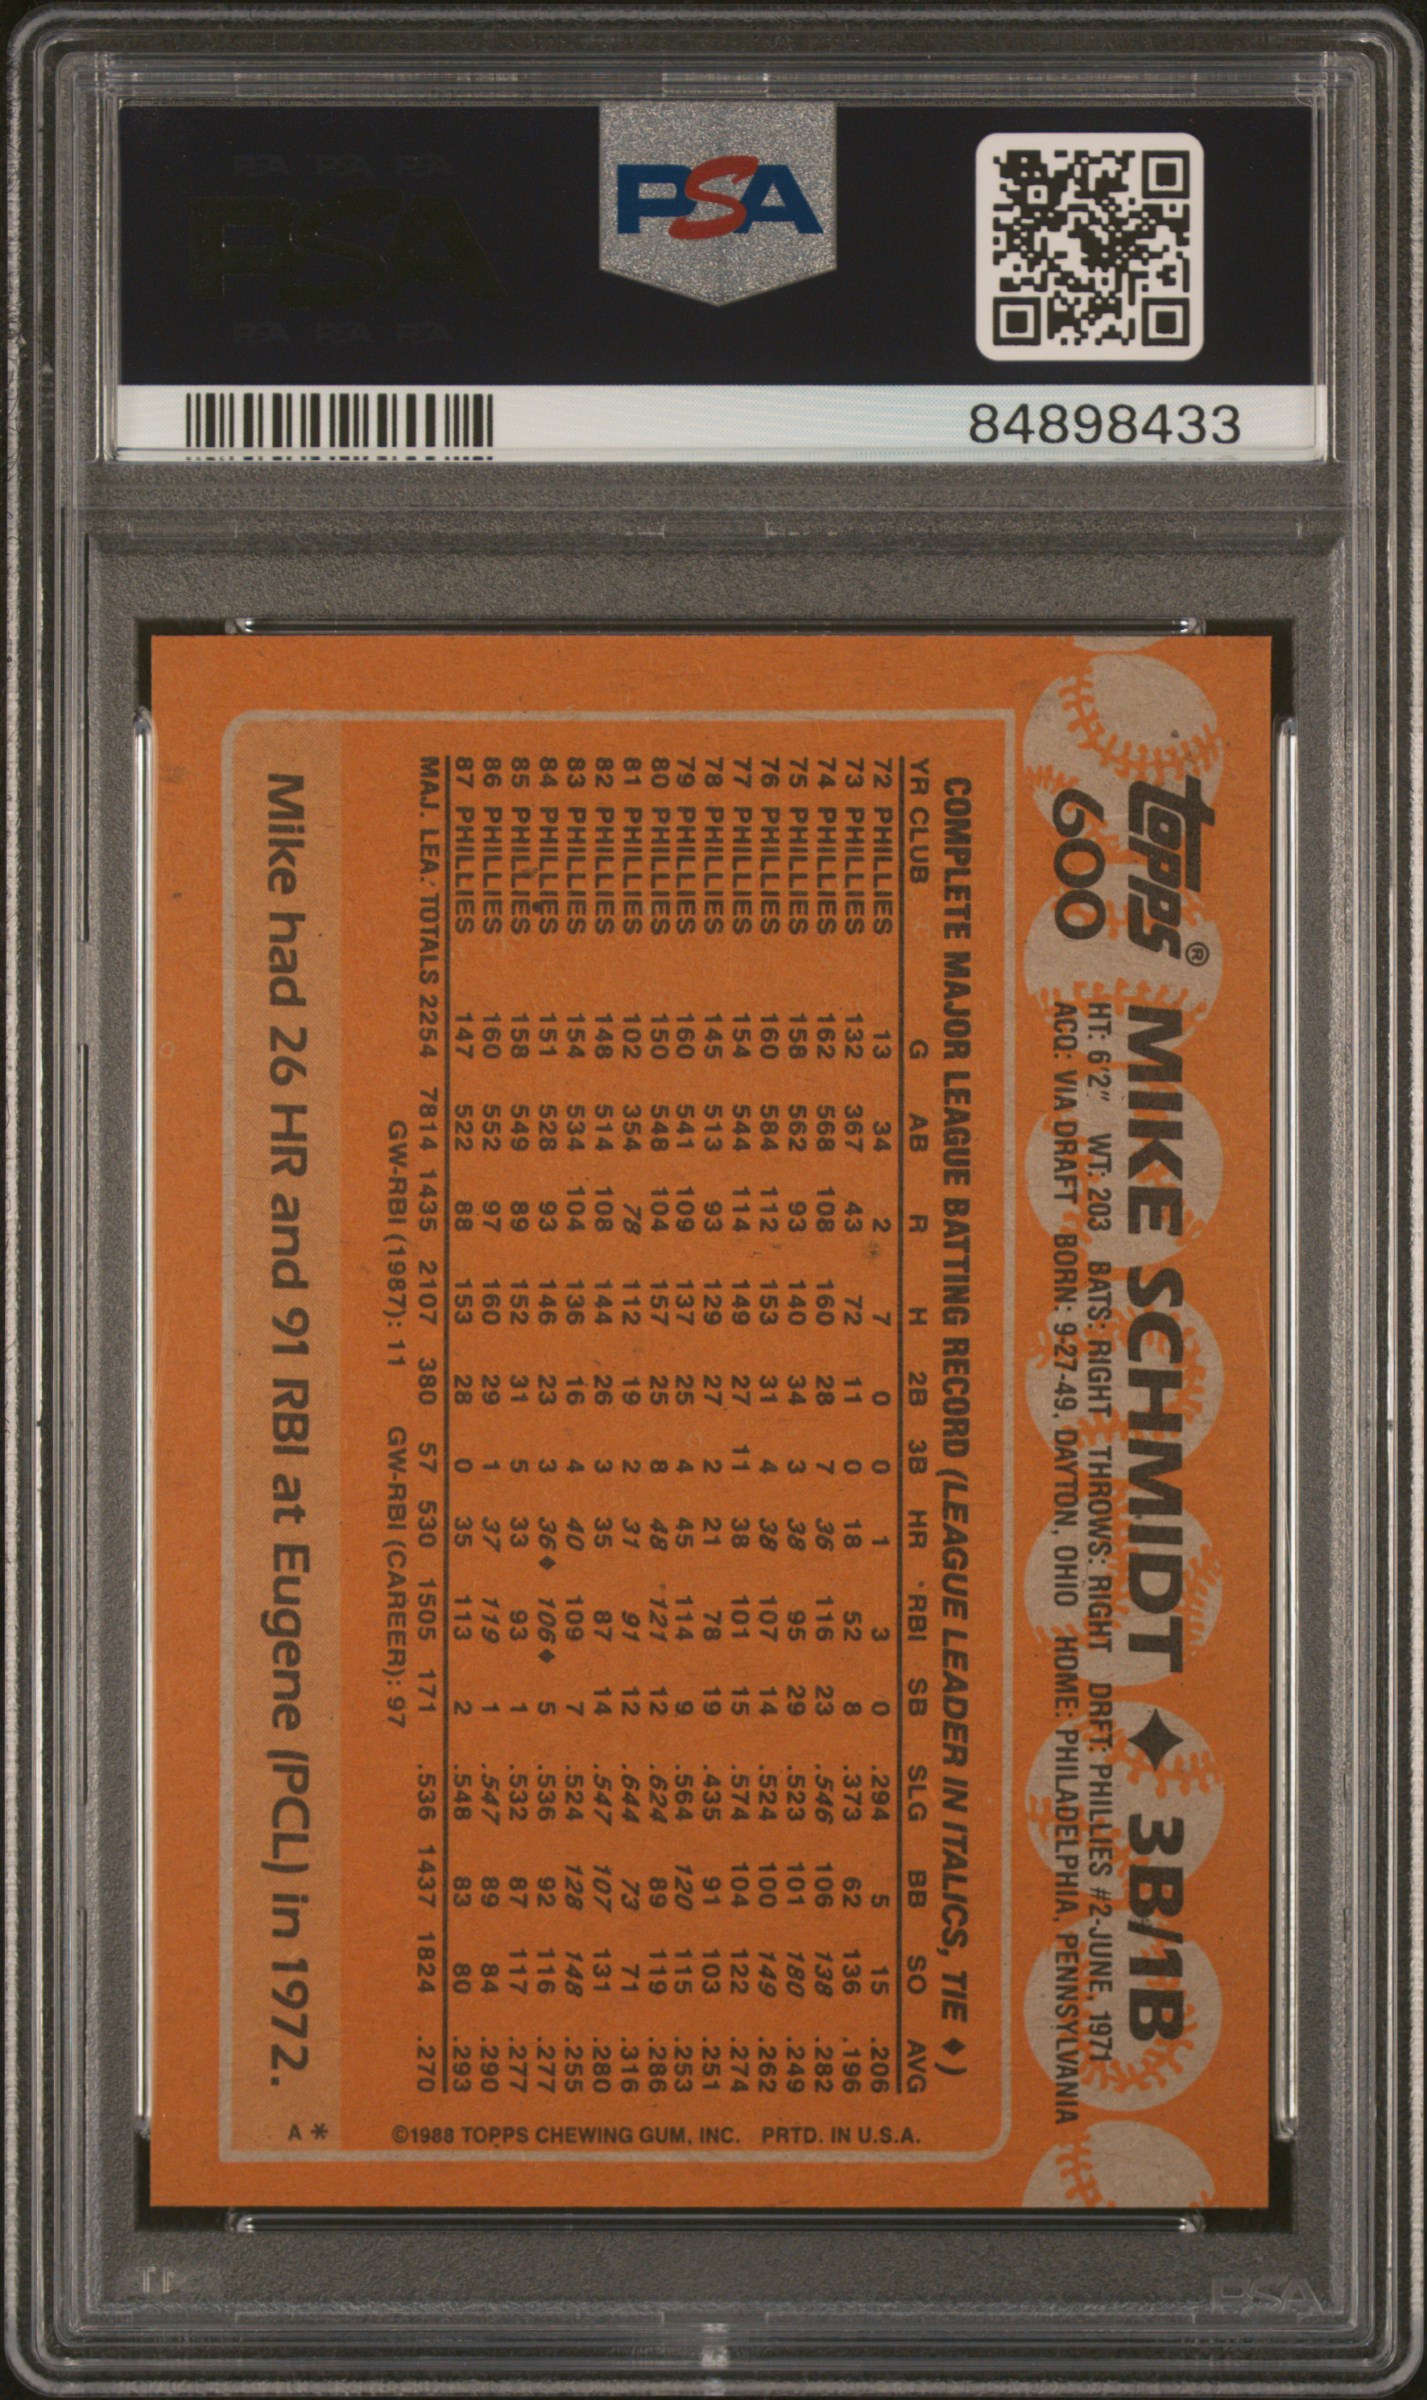 PSA PSA PSA
PSA
PSA PSA PSA
PSA
84898433
topps® MIKE SCHMIDT ♦ 3B/1B
600
HT: 6'2" WT: 203 BATS: RIGHT THROWS: RIGHT DRFT: PHILLIES #2-JUNE, 1971
ACQ: VIA DRAFT BORN: 9-27-49, DAYTON, OHIO HOME: PHILADELPHIA, PENNSYLVANIA
COMPLETE MAJOR LEAGUE BATTING RECORD (LEAGUE LEADER IN ITALICS, TIE ♦)
YR CLUB G AB R H 2B 3B HR RBI SB SLG BB SO AVG
72 PHILLIES 13 34 2 7 0 0 1 3 0 .294 5 15 .206
73 PHILLIES 132 367 43 72 11 0 18 52 8 .373 62 136 .196
74 PHILLIES 162 568 108 160 28 7 36 116 23 .546 106 138 .282
75 PHILLIES 158 562 93 140 34 3 38 95 29 .523 101 180 .249
76 PHILLIES 160 584 112 153 31 4 38 107 14 .524 100 149 .262
77 PHILLIES 154 544 114 149 27 11 38 101 15 .574 104 122 .274
78 PHILLIES 145 513 93 129 27 2 21 78 19 .435 91 103 .251
79 PHILLIES 160 541 109 137 25 4 45 114 9 .564 120 115 .253
80 PHILLIES 150 548 104 157 25 8 48 121 12 .624 89 119 .286
81 PHILLIES 102 354 78 112 19 2 31 91 12 .644 73 71 .316
82 PHILLIES 148 514 108 144 26 3 35 87 14 .547 107 131 .280
83 PHILLIES 154 534 104 136 16 4 40 109 7 .524 128 148 .255
84 PHILLIES 151 528 93 146 23 3 36♦ 106♦ 5 .536 92 116 .277
85 PHILLIES 158 549 89 152 31 5 33 93 1 .532 87 117 .277
86 PHILLIES 160 552 97 160 29 1 37 119 1 .547 89 84 .290
87 PHILLIES 147 522 88 153 28 0 35 113 2 .548 83 80 .293
MAJ. LEA. TOTALS 2254 7814 1435 2107 380 57 530 1505 171 .536 1437 1824 .270
GW-RBI (1987): 11 GW-RBI (CAREER): 97
©1988 TOPPS CHEWING GUM, INC. PRTD. IN U.S.A.
Mike had 26 HR and 91 RBI at Eugene (PCL) in 1972.
A *
PSA